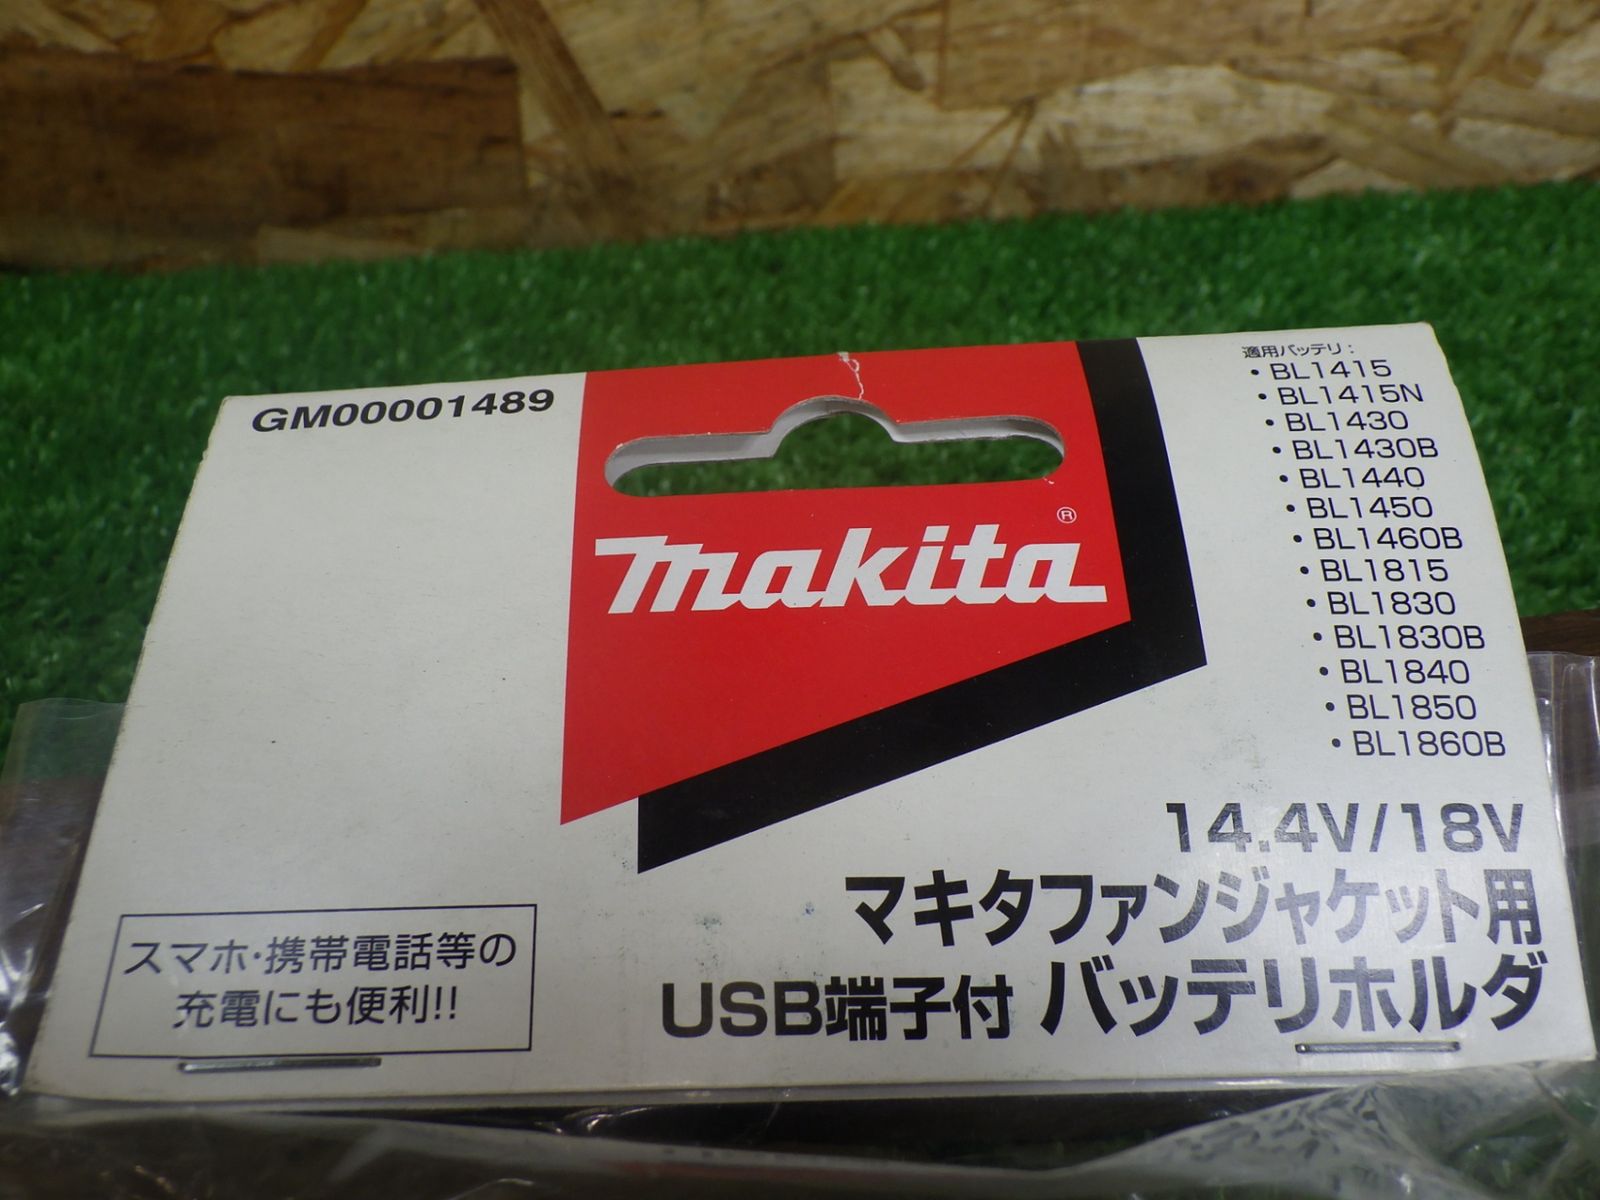 GM00001489
makita®
適用バッテリ:
・BL1415
・BL1415N
・BL1430
・BL1430B
・BL1440
・BL1450
・BL1460B
・BL1815
・BL1830
・BL1830B
・BL1840
・BL1850
・BL1860B
14.4V/18V
マキタファンジャケット用
USB端子付 バッテリホルダ
スマホ・携帯電話等の
充電にも便利!!